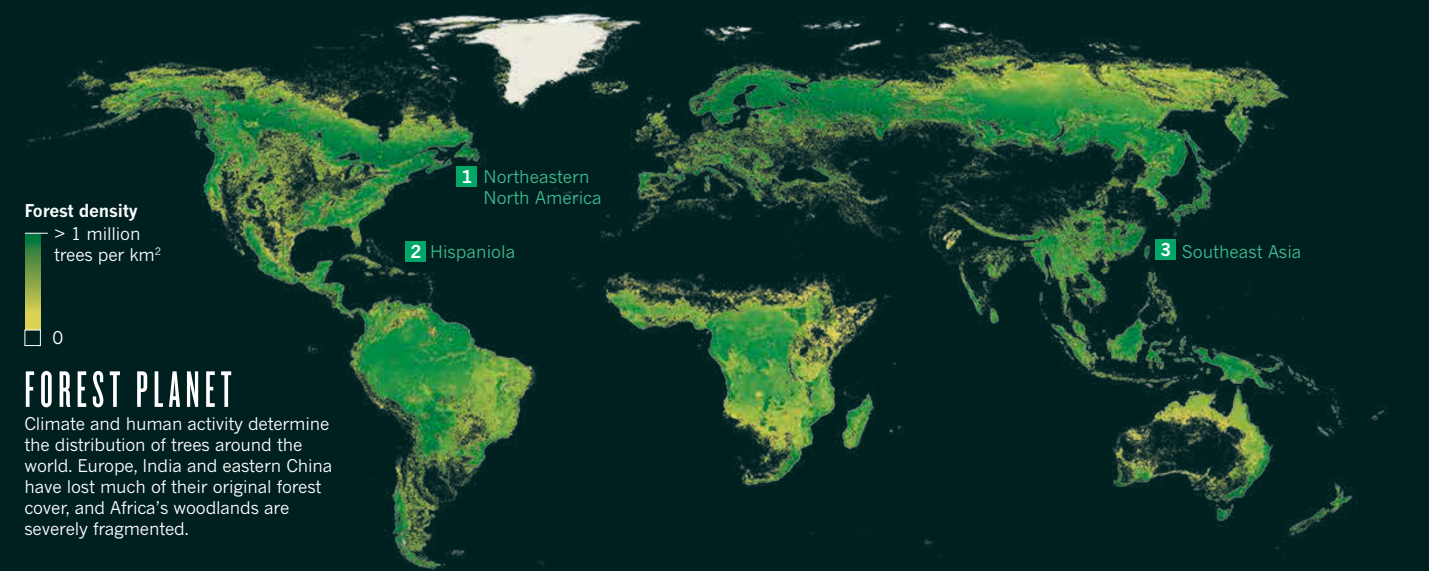 1 Northeastern
North America
Forest density
> 1 million
trees per km²
2 Hispaniola
3 Southeast Asia
0
FOREST PLANET
Climate and human activity determine
the distribution of trees around the
world. Europe, India and eastern China
have lost much of their original forest
cover, and Africa's woodlands are
severely fragmented.